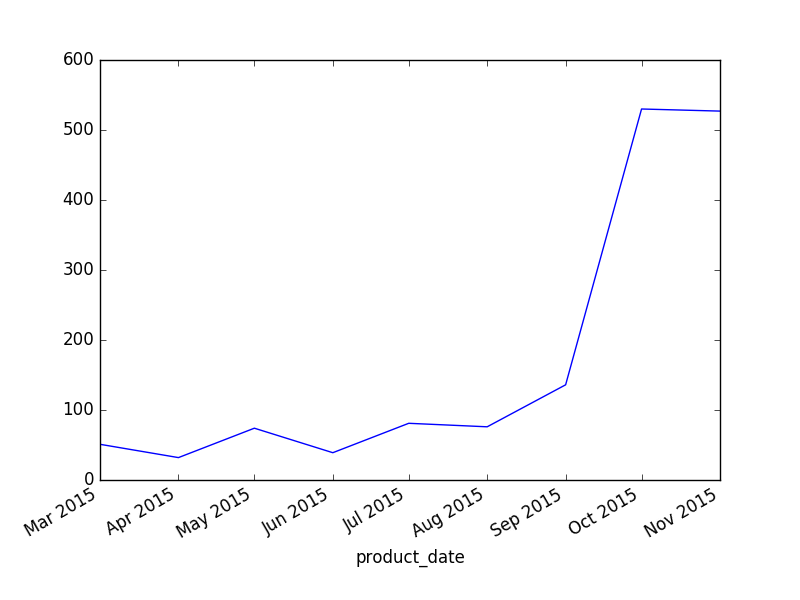 600
500
400
300
200
100
0
Mar 2015
Apr 2015
May 2015
Jun 2015
Jul 2015
Aug 2015
Sep 2015
Oct 2015
Nov 2015
product_date